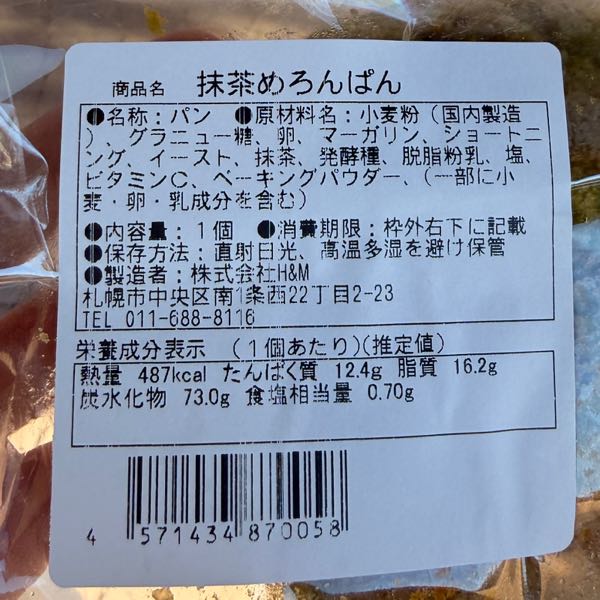 商品名 抹茶めろんぱん
●名称：パン ●原材料名：小麦粉（国内製造
）、グラニュー糖、卵、マーガリン、ショートニ
ング、イースト、抹茶、発酵種、脱脂粉乳、塩、
ビタミンC、ベーキングパウダー、（一部に小
麦・卵・乳成分を含む）
●内容量：1個 ●消費期限：枠外右下に記載
●保存方法：直射日光、高温多湿を避け保管
●製造者：株式会社H&M
札幌市中央区南1条西22丁目2-23
TEL 011-688-8116
栄養成分表示 （1個あたり）（推定値）
熱量 487kcal たんぱく質 12.4g 脂質 16.2g
炭水化物 73.0g 食塩相当量 0.70g
4 571434 870058